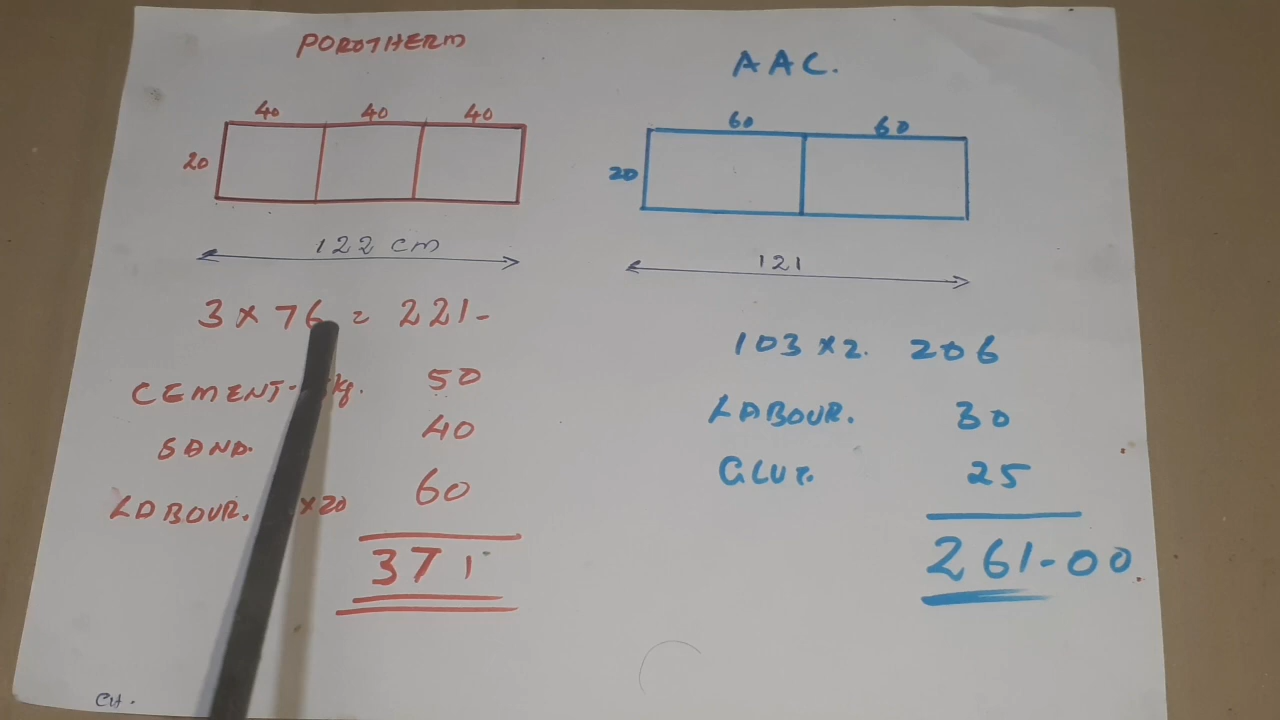 POROTHERM
40 40 40
20
122 cm
3 x 76 = 221-
CEMENT- kg. 50
SAND. 40
LABOUR. x20 60
371
CH.
AAC.
60 60
20
121
103 x 2. 206
LABOUR. 30
GLUE. 25
261-00